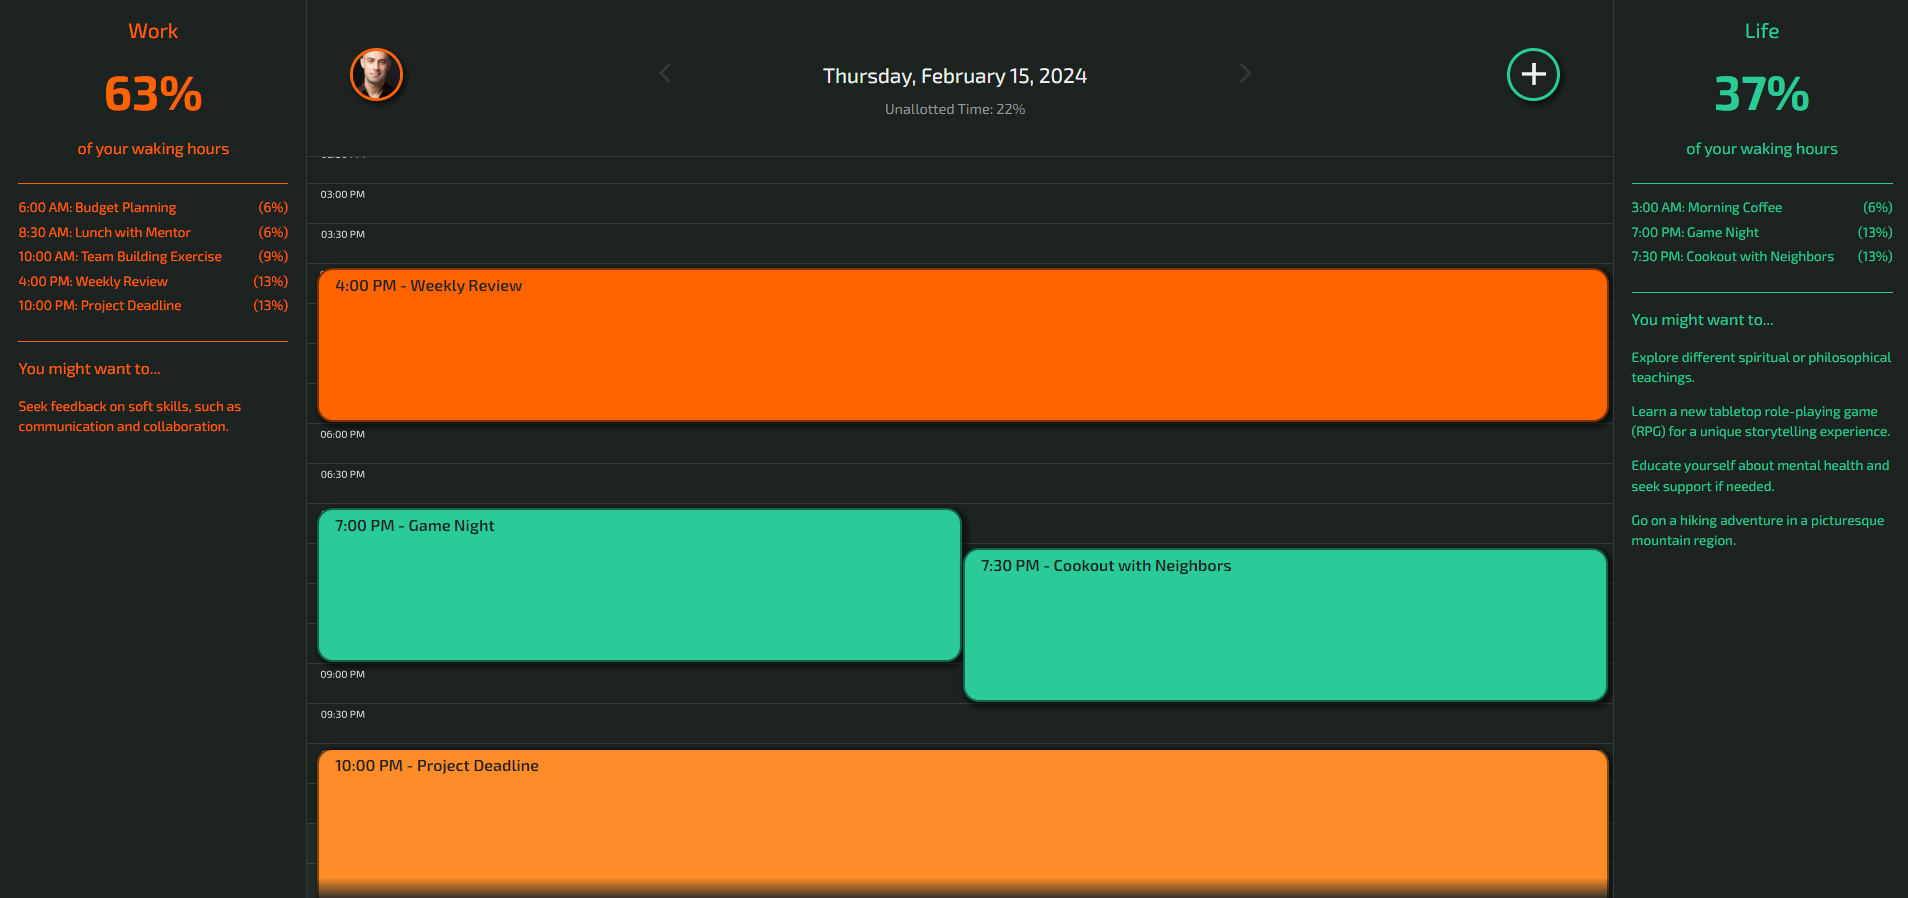 Work
63%
of your waking hours
6:00 AM: Budget Planning (6%)
8:30 AM: Lunch with Mentor (6%)
10:00 AM: Team Building Exercise (9%)
4:00 PM: Weekly Review (13%)
10:00 PM: Project Deadline (13%)
You might want to...
Seek feedback on soft skills, such as
communication and collaboration.
Thursday, February 15, 2024
Unallotted Time: 22%
03:00 PM
03:30 PM
4:00 PM - Weekly Review
06:00 PM
06:30 PM
7:00 PM - Game Night
7:30 PM - Cookout with Neighbors
09:00 PM
09:30 PM
10:00 PM - Project Deadline
Life
37%
of your waking hours
3:00 AM: Morning Coffee (6%)
7:00 PM: Game Night (13%)
7:30 PM: Cookout with Neighbors (13%)
You might want to...
Explore different spiritual or philosophical
teachings.
Learn a new tabletop role-playing game
(RPG) for a unique storytelling experience.
Educate yourself about mental health and
seek support if needed.
Go on a hiking adventure in a picturesque
mountain region.